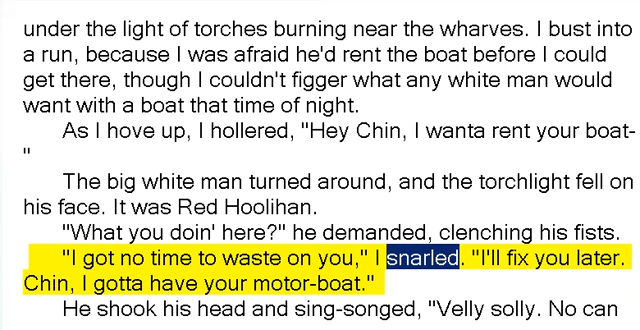 under the light of torches burning near the wharves. I bust into
a run, because I was afraid he'd rent the boat before I could
get there, though I couldn't figger what any white man would
want with a boat that time of night.
As I hove up, I hollered, "Hey Chin, I wanta rent your boat-
"
The big white man turned around, and the torchlight fell on
his face. It was Red Hoolihan.
"What you doin' here?" he demanded, clenching his fists.
"I got no time to waste on you," I snarled. "I'll fix you later.
Chin, I gotta have your motor-boat."
He shook his head and sing-songed, "Velly solly. No can